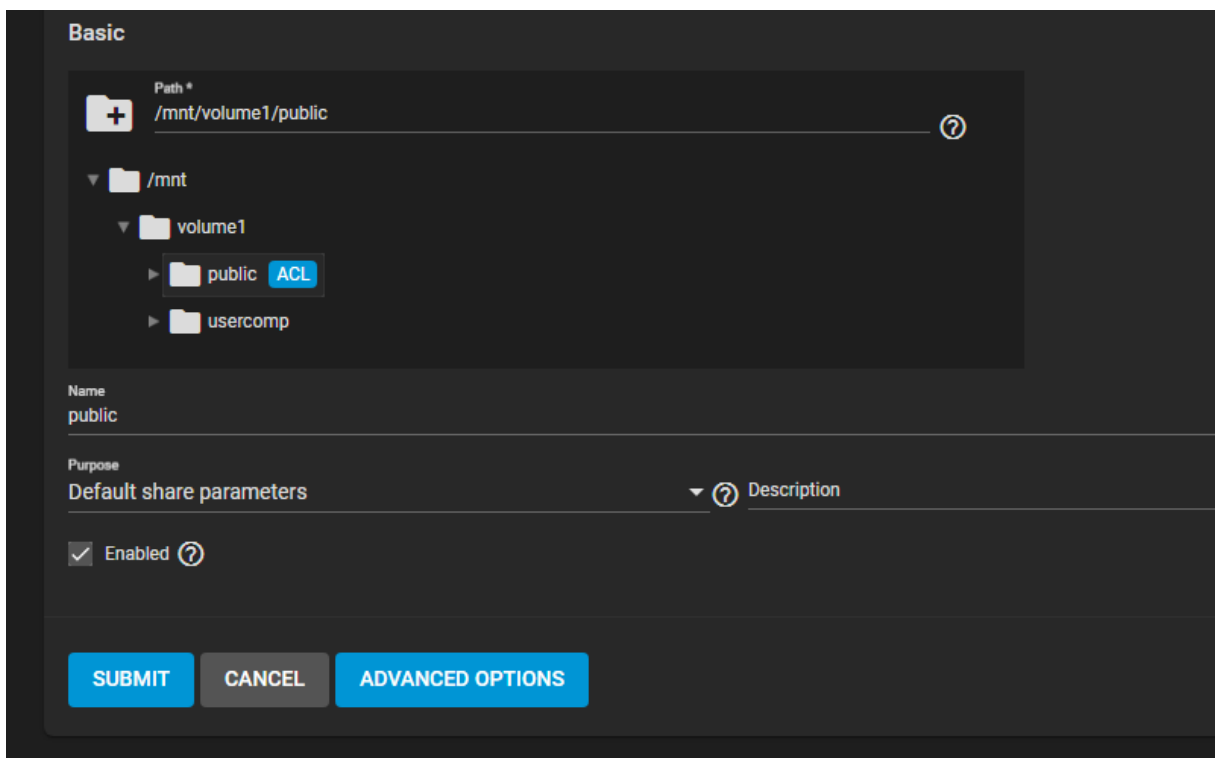 Basic
Path *
/mnt/volume1/public
/mnt
volume1
public ACL
usercomp
Name
public
Purpose
Default share parameters
Description
Enabled
SUBMIT CANCEL ADVANCED OPTIONS